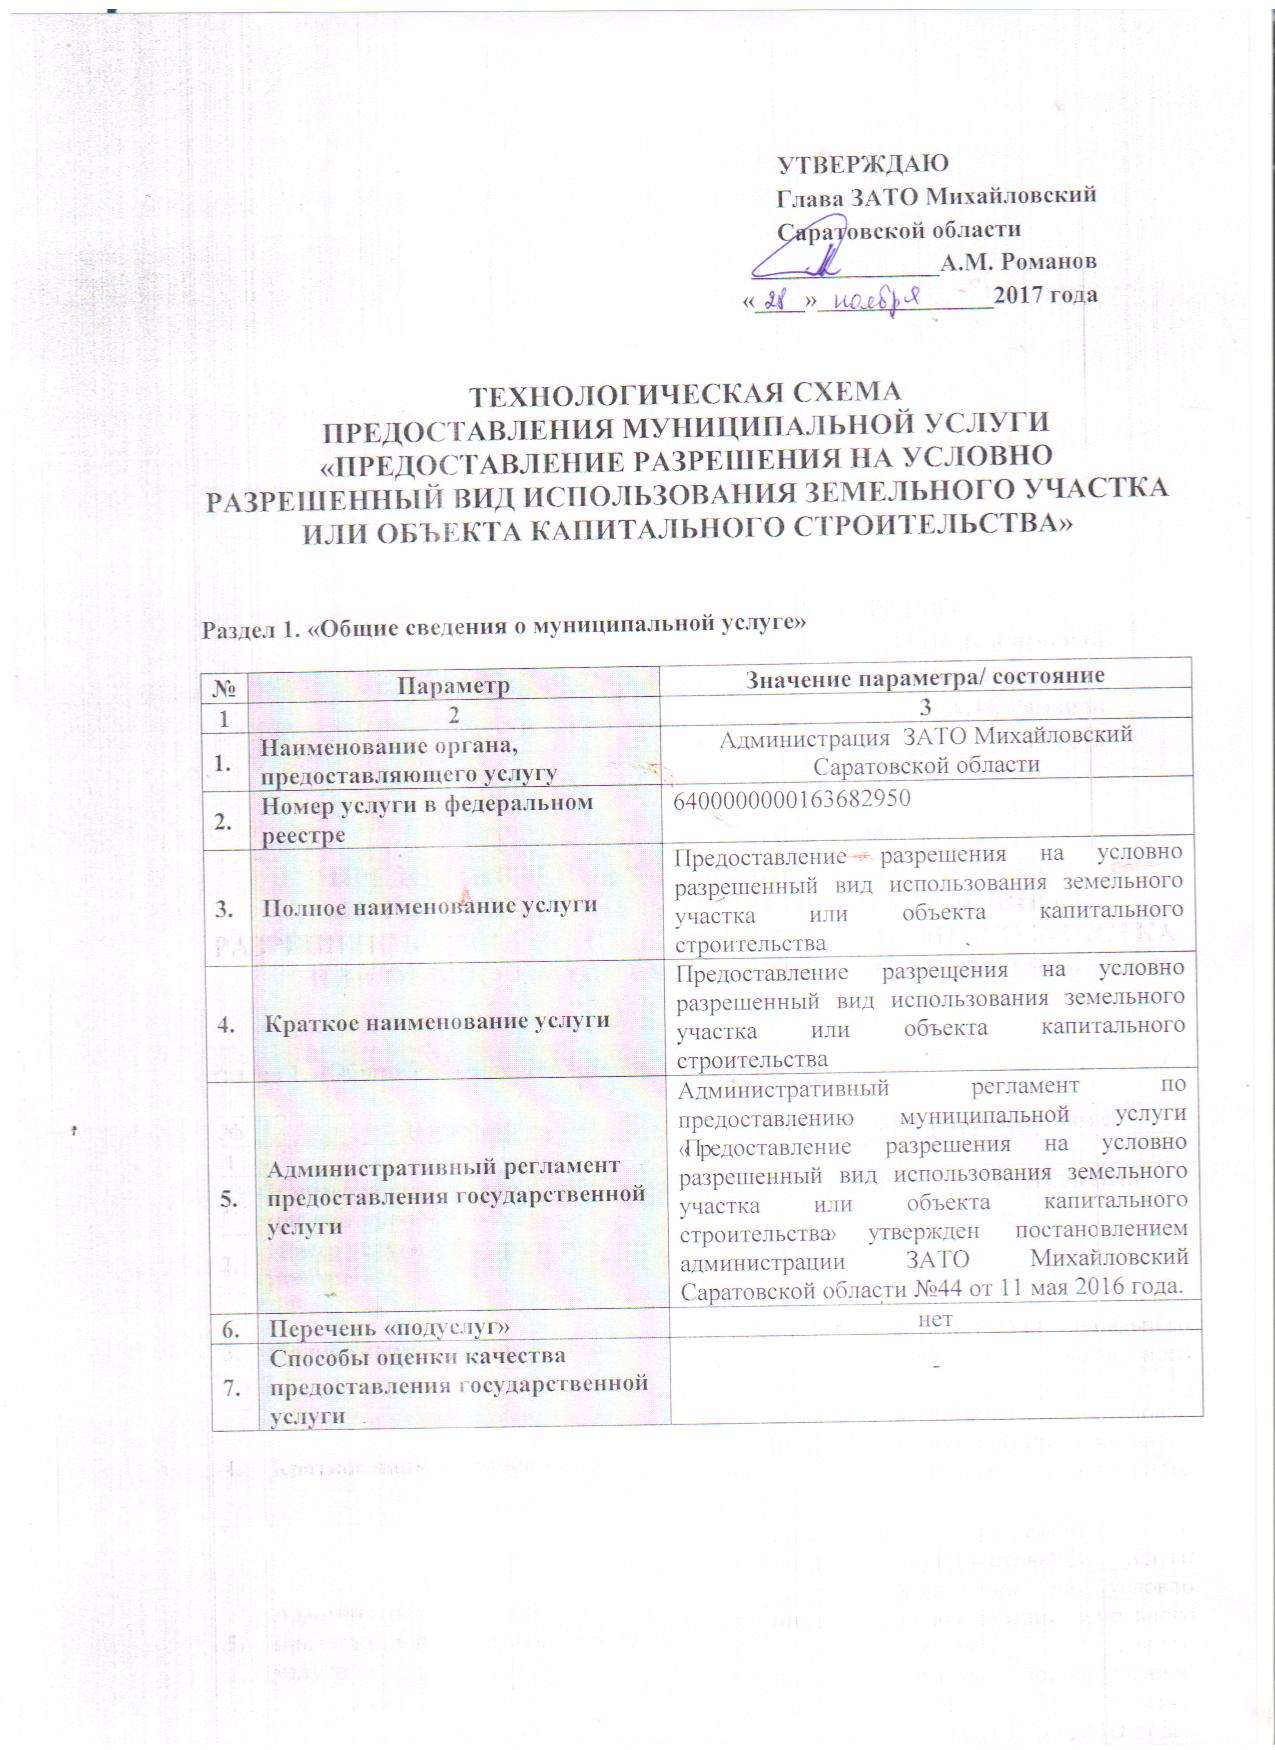 УТВЕРЖДАЮ
Глава ЗАТО Михайловский
Саратовской области
_______________А.М. Романов
«28» ноября 2017 года
ТЕХНОЛОГИЧЕСКАЯ СХЕМА
ПРЕДОСТАВЛЕНИЯ МУНИЦИПАЛЬНОЙ УСЛУГИ
«ПРЕДОСТАВЛЕНИЕ РАЗРЕШЕНИЯ НА УСЛОВНО
РАЗРЕШЕННЫЙ ВИД ИСПОЛЬЗОВАНИЯ ЗЕМЕЛЬНОГО УЧАСТКА
ИЛИ ОБЪЕКТА КАПИТАЛЬНОГО СТРОИТЕЛЬСТВА»
Раздел 1. «Общие сведения о муниципальной услуге»
№ Параметр Значение параметра/ состояние
1 2 3
1. Наименование органа,
предоставляющего услугу
Администрация ЗАТО Михайловский
Саратовской области
2. Номер услуги в федеральном
реестре
6400000000163682950
3. Полное наименование услуги
Предоставление разрешения на условно
разрешенный вид использования земельного
участка или объекта капитального
строительства
4. Краткое наименование услуги
Предоставление разрещения на условно
разрешенный вид использования земельного
участка или объекта капитального
строительства
5. Административный регламент
предоставления государственной
услуги
Административный регламент по
предоставлению муниципальной услуги
«Предоставление разрешения на условно
разрешенный вид использования земельного
участка или объекта капитального
строительства» утвержден постановлением
администрации ЗАТО Михайловский
Саратовской области №44 от 11 мая 2016 года.
6. Перечень «подуслуг» нет
7. Способы оценки качества
предоставления государственной
услуги
-